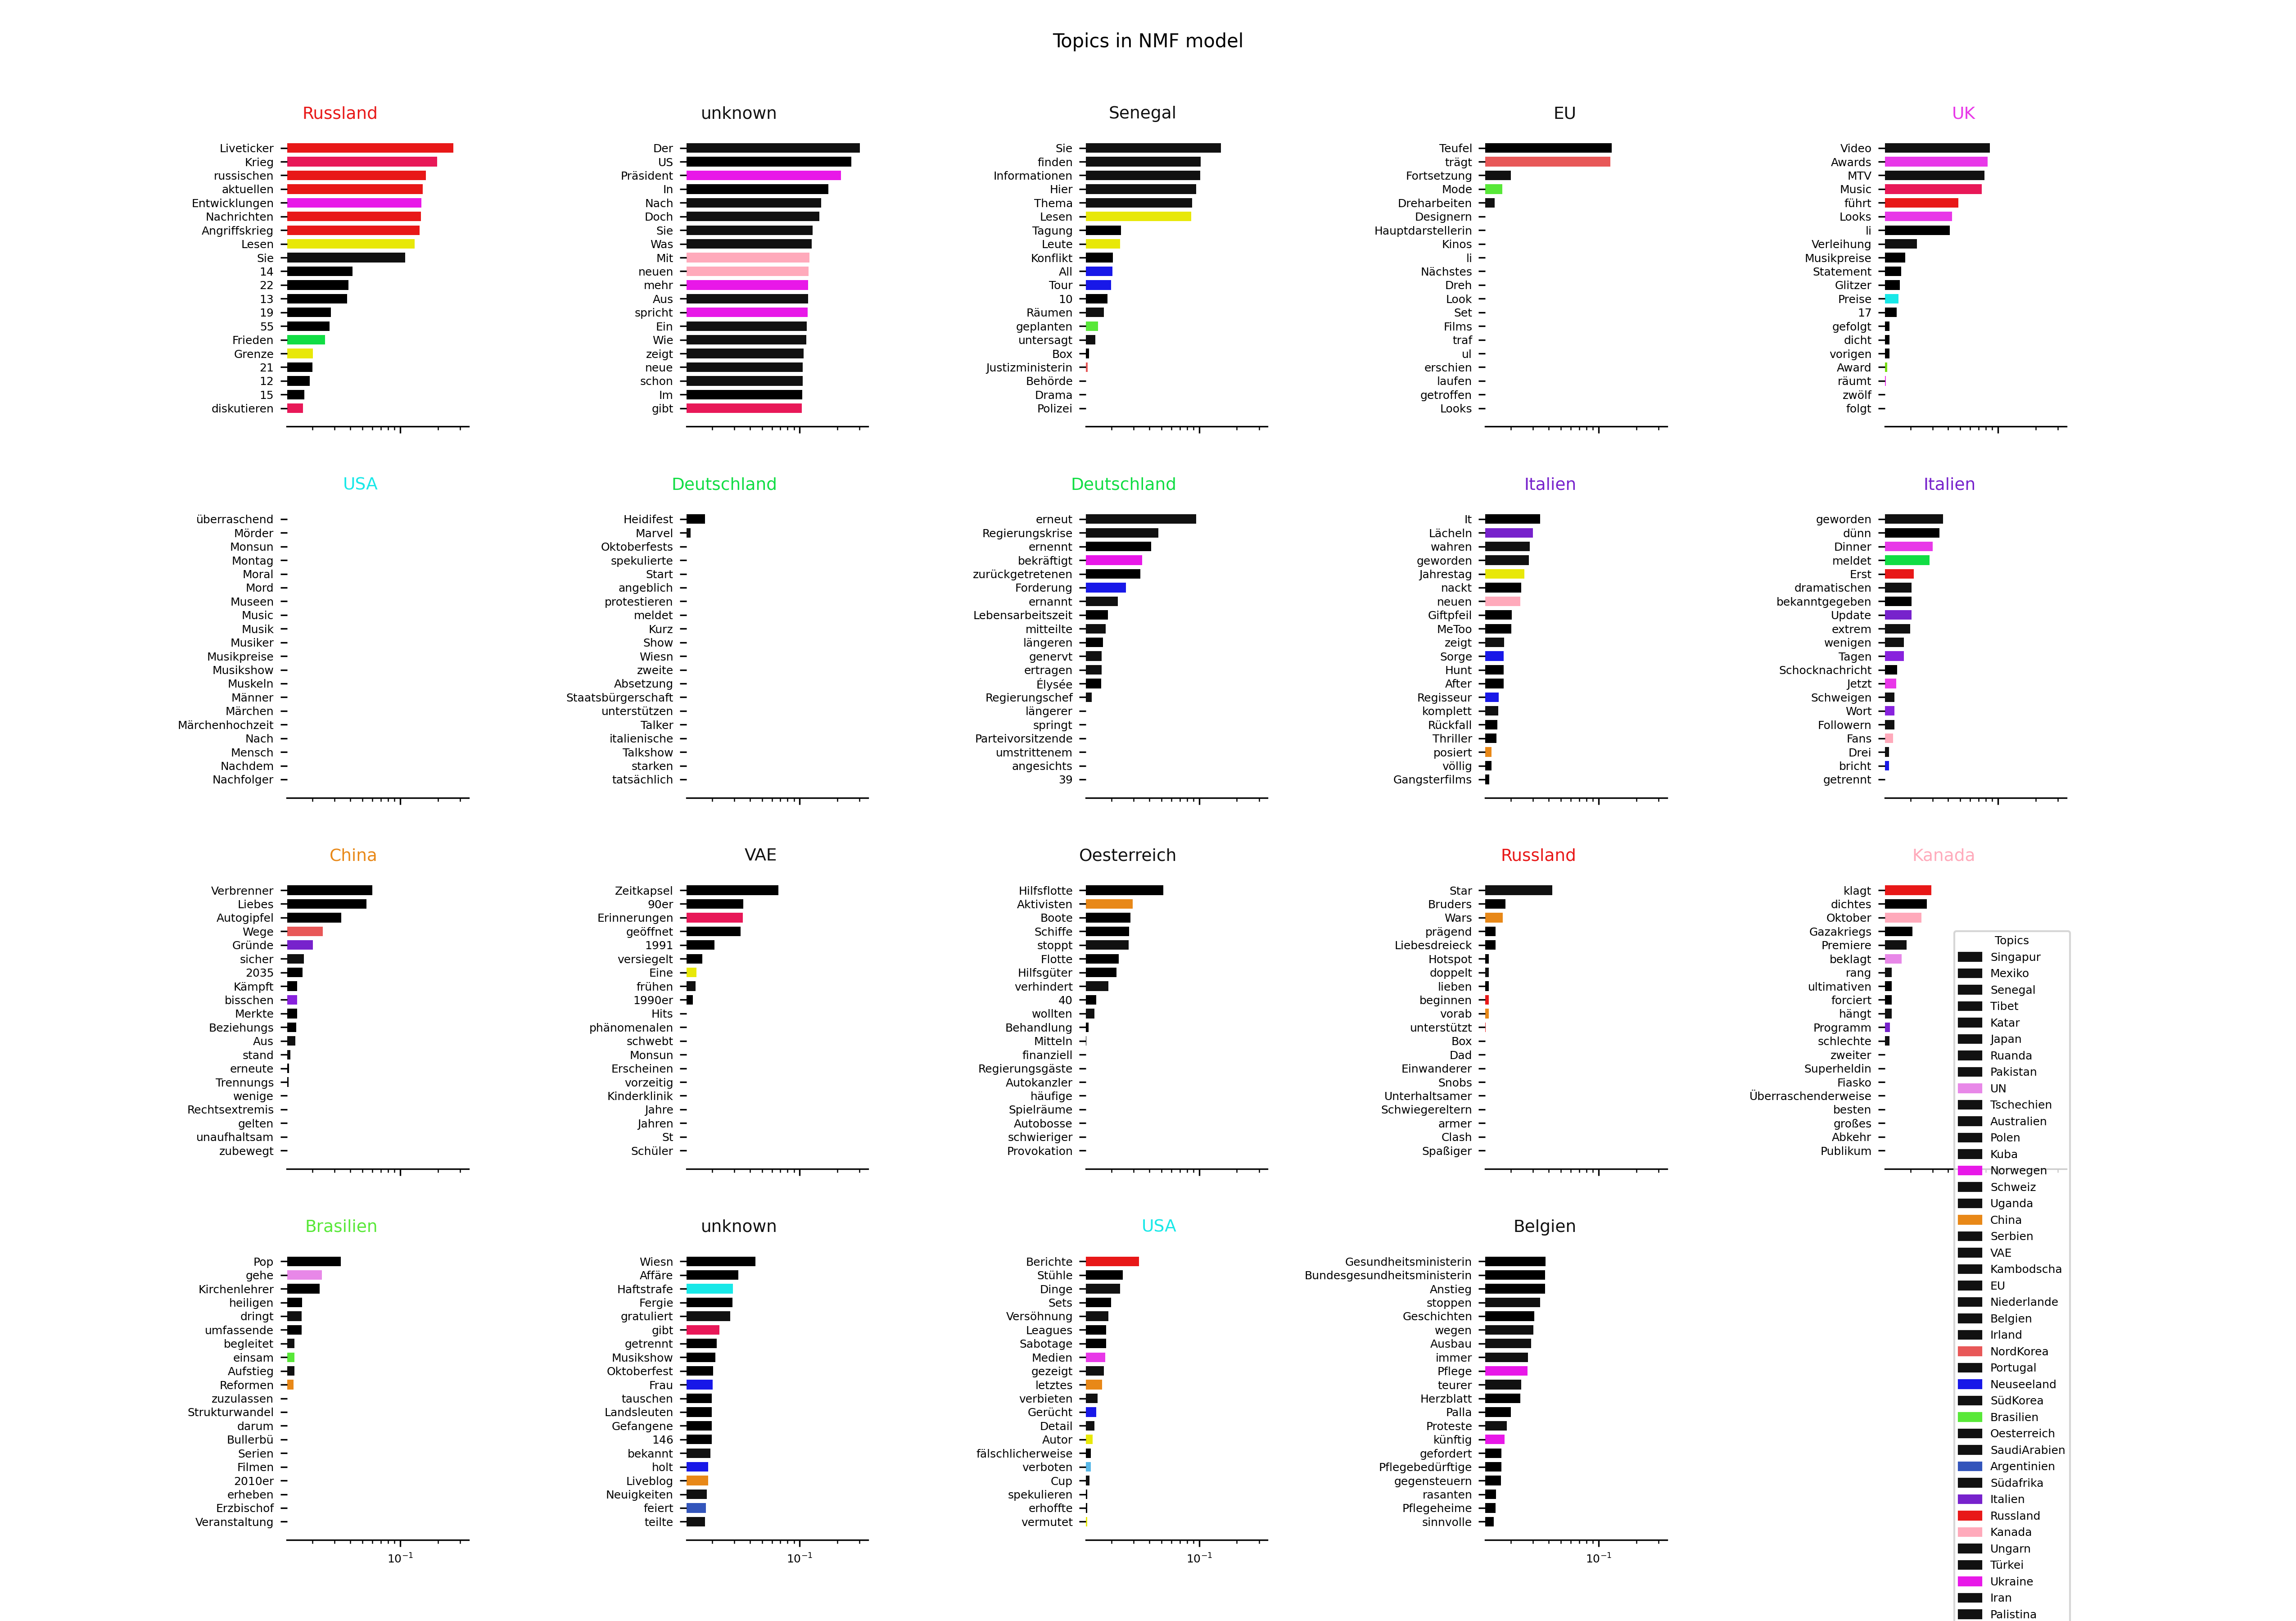 Topics in NMF model
Russland
Liveticker
Krieg
russischen
aktuellen
Entwicklungen
Nachrichten
Angriffskrieg
Lesen
Sie
14
22
13
19
55
Frieden
Grenze
21
12
15
diskutieren
unknown
Der
US
Präsident
In
Nach
Doch
Sie
Was
Mit
neuen
mehr
Aus
spricht
Ein
Wie
zeigt
neue
schon
Im
gibt
Senegal
Sie
finden
Informationen
Hier
Thema
Lesen
Tagung
Leute
Konflikt
All
Tour
10
Räumen
geplanten
untersagt
Box
Justizministerin
Behörde
Drama
Polizei
EU
Teufel
trägt
Fortsetzung
Mode
Dreharbeiten
Designern
Hauptdarstellerin
Kinos
li
Nächstes
Dreh
Look
Set
Films
traf
ul
erschien
laufen
getroffen
Looks
UK
Video
Awards
MTV
Music
führt
Looks
li
Verleihung
Musikpreise
Statement
Glitzer
Preise
17
gefolgt
dicht
vorigen
Award
räumt
zwölf
folgt
USA
überraschend
Mörder
Monsun
Montag
Moral
Mord
Museen
Music
Musik
Musiker
Musikpreise
Musikshow
Muskeln
Männer
Märchen
Märchenhochzeit
Nach
Mensch
Nachdem
Nachfolger
Deutschland
Heidifest
Marvel
Oktoberfests
spekulierte
Start
angeblich
protestieren
meldet
Kurz
Show
Wiesn
zweite
Absetzung
Staatsbürgerschaft
unterstützen
Talker
italienische
Talkshow
starken
tatsächlich
Deutschland
erneut
Regierungskrise
ernennt
bekräftigt
zurückgetretenen
Forderung
ernannt
Lebensarbeitszeit
mitteilte
längeren
genervt
ertragen
Élysée
Regierungschef
längerer
springt
Parteivorsitzende
umstrittenem
angesichts
39
Italien
It
Lächeln
wahren
geworden
Jahrestag
nackt
neuen
Giftpfeil
MeToo
zeigt
Sorge
Hunt
After
Regisseur
komplett
Rückfall
Thriller
posiert
völlig
Gangsterfilms
Italien
geworden
dünn
Dinner
meldet
Erst
dramatischen
bekanntgegeben
Update
extrem
wenigen
Tagen
Schocknachricht
Jetzt
Schweigen
Wort
Followern
Fans
Drei
bricht
getrennt
China
Verbrenner
Liebes
Autogipfel
Wege
Gründe
sicher
2035
Kämpft
bisschen
Merkte
Beziehungs
Aus
stand
erneute
Trennungs
wenige
Rechtsextremis
gelten
unaufhaltsam
zubewegt
VAE
Zeitkapsel
90er
Erinnerungen
geöffnet
1991
versiegelt
Eine
frühen
1990er
Hits
phänomenalen
schwebt
Monsun
Erscheinen
vorzeitig
Kinderklinik
Jahre
Jahren
St
Schüler
Oesterreich
Hilfsflotte
Aktivisten
Boote
Schiffe
stoppt
Flotte
Hilfsgüter
verhindert
40
wollten
Behandlung
Mitteln
finanziell
Regierungsgäste
Autokanzler
häufige
Spielräume
Autobosse
schwieriger
Provokation
Russland
Star
Bruders
Wars
prägend
Liebesdreieck
Hotspot
doppelt
lieben
beginnen
vorab
unterstützt
Box
Dad
Einwanderer
Snobs
Unterhaltsamer
Schwiegereltern
armer
Clash
Spaßiger
Kanada
klagt
dichtes
Oktober
Gazakriegs
Premiere
beklagt
rang
ultimativen
forciert
hängt
Programm
schlechte
zweiter
Superheldin
Fiasko
Überraschenderweise
besten
großes
Abkehr
Publikum
Brasilien
Pop
gehe
Kirchenlehrer
heiligen
dringt
umfassende
begleitet
einsam
Aufstieg
Reformen
zuzulassen
Strukturwandel
darum
Bullerbü
Serien
Filmen
2010er
erheben
Erzbischof
Veranstaltung
10⁻¹
unknown
Wiesn
Affäre
Haftstrafe
Fergie
gratuliert
gibt
getrennt
Musikshow
Oktoberfest
Frau
tauschen
Landsleuten
Gefangene
146
bekannt
holt
Liveblog
Neuigkeiten
feiert
teilte
10⁻¹
USA
Berichte
Stühle
Dinge
Sets
Versöhnung
Leagues
Sabotage
Medien
gezeigt
letztes
verbieten
Gerücht
Detail
Autor
fälschlicherweise
verboten
Cup
spekulieren
erhoffte
vermutet
10⁻¹
Belgien
Gesundheitsministerin
Bundesgesundheitsministerin
Anstieg
stoppen
Geschichten
wegen
Ausbau
immer
Pflege
teurer
Herzblatt
Palla
Proteste
künftig
gefordert
Pflegebedürftige
gegensteuern
rasanten
Pflegeheime
sinnvolle
10⁻¹
Topics
Singapur
Mexiko
Senegal
Tibet
Katar
Japan
Ruanda
Pakistan
UN
Tschechien
Australien
Polen
Kuba
Norwegen
Schweiz
Uganda
China
Serbien
VAE
Kambodscha
EU
Niederlande
Belgien
Irland
NordKorea
Portugal
Neuseeland
SüdKorea
Brasilien
Oesterreich
SaudiArabien
Argentinien
Südafrika
Italien
Russland
Kanada
Ungarn
Türkei
Ukraine
Iran
Palistina